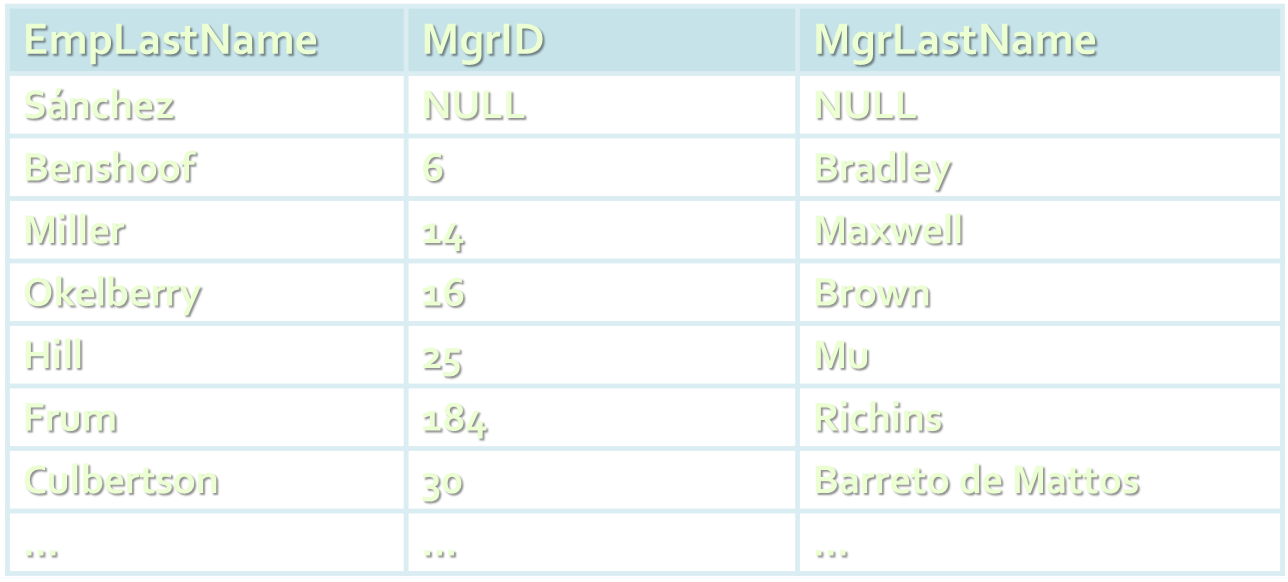 EmpLastName MgrID MgrLastName
Sánchez NULL NULL
Benshoof 6 Bradley
Miller 14 Maxwell
Okelberry 16 Brown
Hill 25 Mu
Frum 184 Richins
Culbertson 30 Barreto de Mattos
... ... ...